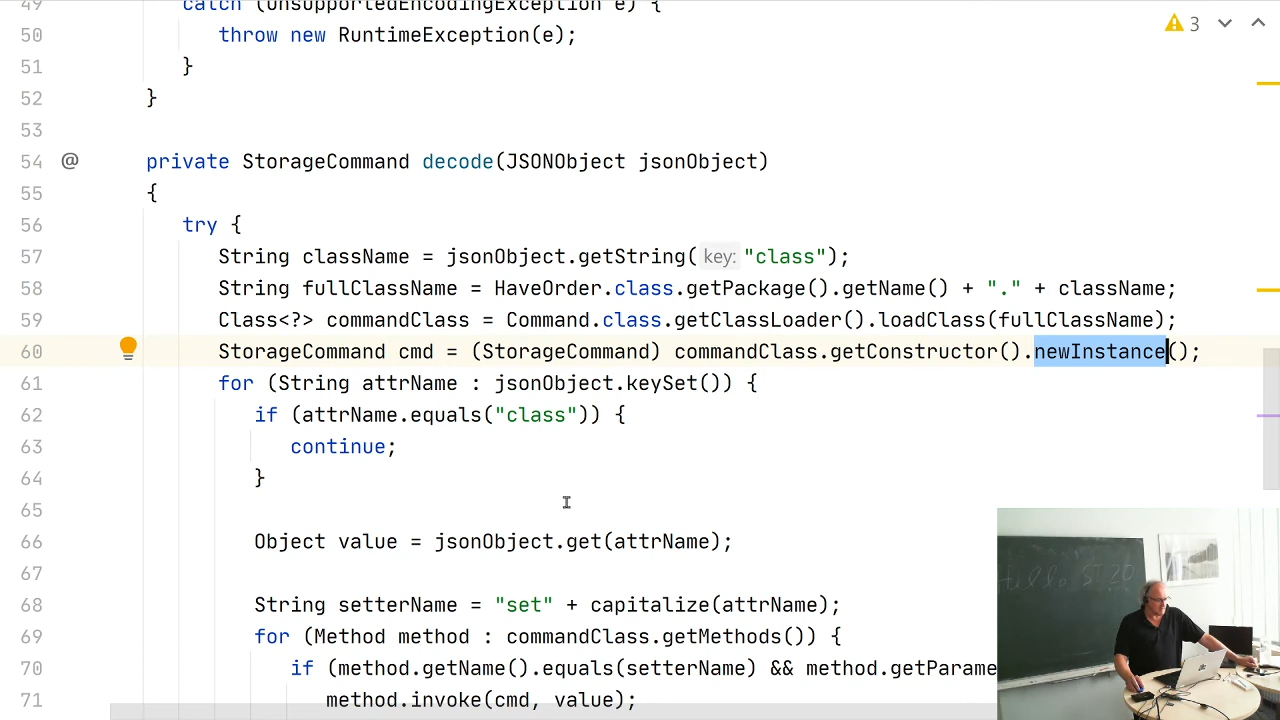 49 catch (UnsupportedEncodingException e) {
50 throw new RuntimeException(e);
51 }
52 }
53
54 @ private StorageCommand decode(JSONObject jsonObject)
55 {
56 try {
57 String className = jsonObject.getString( key: "class");
58 String fullClassName = HaveOrder.class.getPackage().getName() + "." + className;
59 Class<?> commandClass = Command.class.getClassLoader().loadClass(fullClassName);
60 StorageCommand cmd = (StorageCommand) commandClass.getConstructor().newInstance();
61 for (String attrName : jsonObject.keySet()) {
62 if (attrName.equals("class")) {
63 continue;
64 }
65
66 Object value = jsonObject.get(attrName);
67
68 String setterName = "set" + capitalize(attrName);
69 for (Method method : commandClass.getMethods()) {
70 if (method.getName().equals(setterName) && method.getParame
71 method.invoke(cmd, value);
3
Hello ST 20